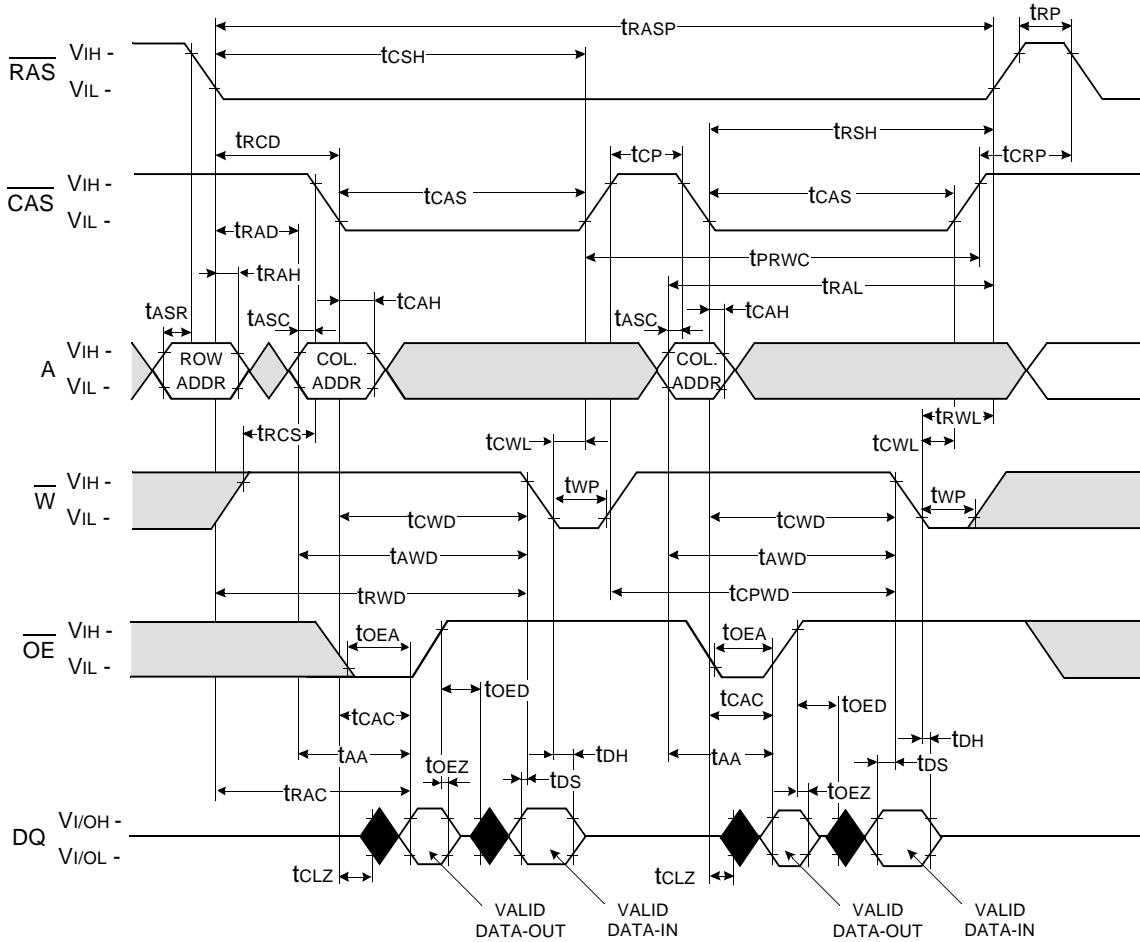 tRASP
tRP
VIH -
tCSH
RAS
VIL -
tRCD
tRSH
tCP
tCRP
VIH -
CAS
tCAS
tCAS
VIL -
tRAD
tPRWC
tRAH
tRAL
tASR
tASC
tCAH
tASC
tCAH
VIH -
A
ROW
ADDR
COL.
ADDR
COL.
ADDR
VIL -
tRCS
tCWL
tRWL
tCWL
VIH -
W
tWP
tWP
VIL -
tCWD
tCWD
tAWD
tAWD
tRWD
tCPWD
VIH -
OE
tOEA
tOEA
VIL -
tCAC
tOED
tCAC
tOED
tAA
tDH
tAA
tDH
tOEZ
tDS
tOEZ
tDS
tRAC
VI/OH -
DQ
VI/OL -
tCLZ
tCLZ
VALID
DATA-OUT
VALID
DATA-IN
VALID
DATA-OUT
VALID
DATA-IN